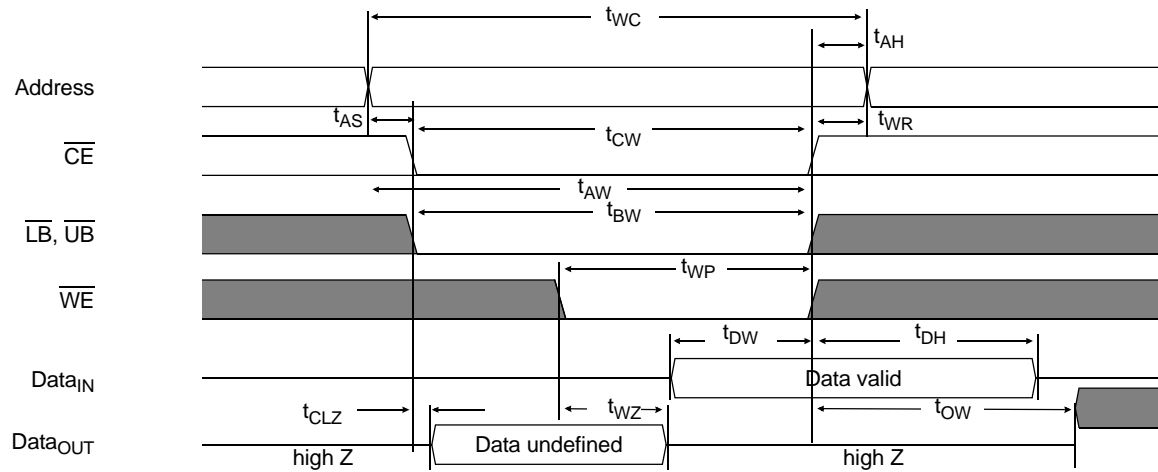 tWC
tAH
Address
tAS
tCW
tWR
CE
tAW
tBW
LB, UB
tWP
WE
tDW
tDH
DataIN
Data valid
tCLZ
tWZ
tOW
DataOUT
Data undefined
high Z
high Z